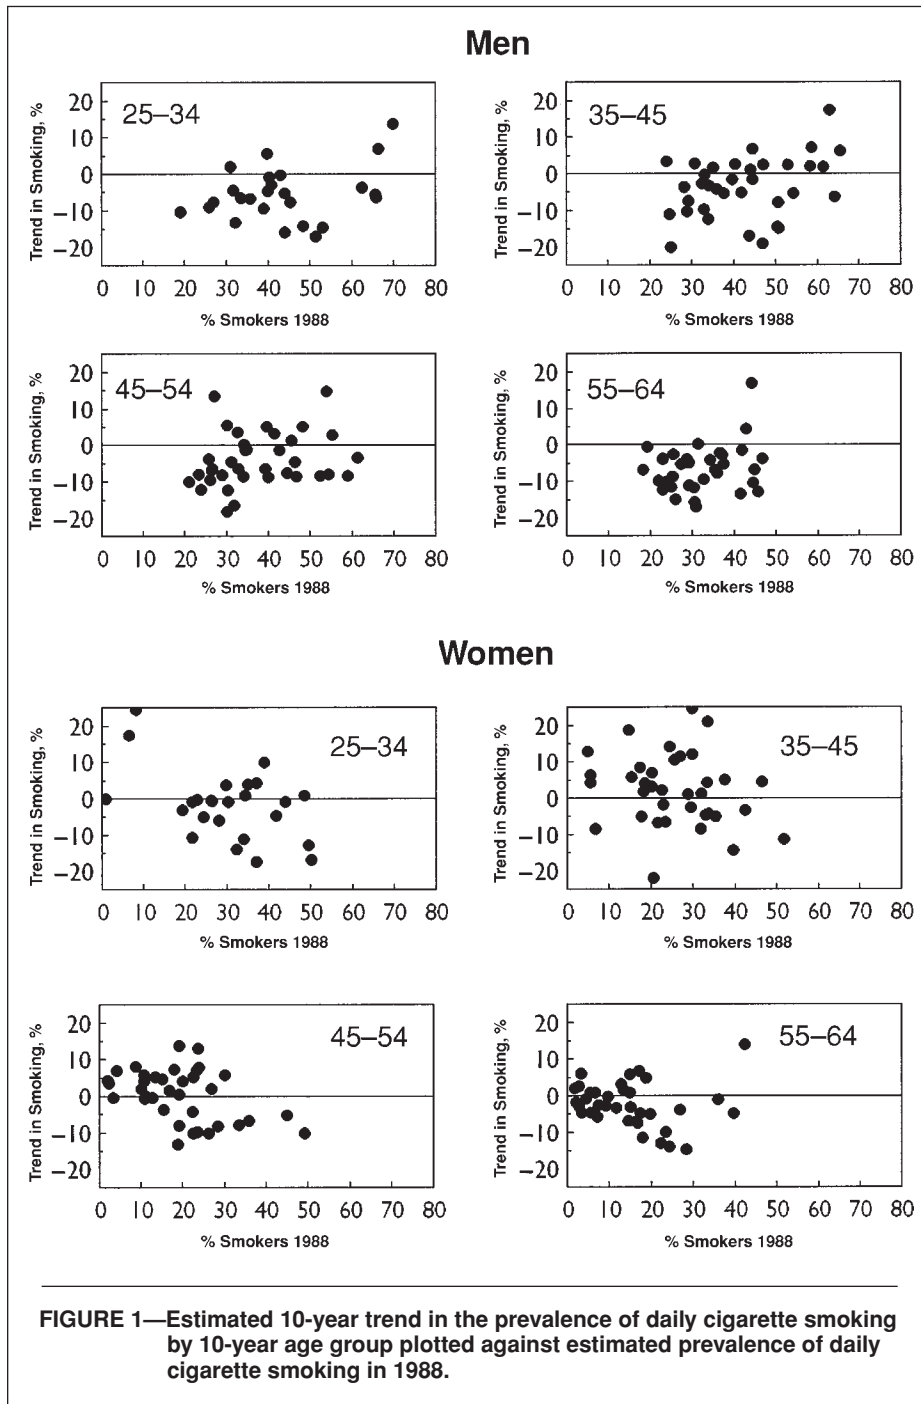 Men
25–34
Trend in Smoking, %
20
10
0
−10
−20
0 10 20 30 40 50 60 70 80
% Smokers 1988
35–45
Trend in Smoking, %
20
10
0
−10
−20
0 10 20 30 40 50 60 70 80
% Smokers 1988
45–54
Trend in Smoking, %
20
10
0
−10
−20
0 10 20 30 40 50 60 70 80
% Smokers 1988
55–64
Trend in Smoking, %
20
10
0
−10
−20
0 10 20 30 40 50 60 70 80
% Smokers 1988
Women
25–34
Trend in Smoking, %
20
10
0
−10
−20
0 10 20 30 40 50 60 70 80
% Smokers 1988
35–45
Trend in Smoking, %
20
10
0
−10
−20
0 10 20 30 40 50 60 70 80
% Smokers 1988
45–54
Trend in Smoking, %
20
10
0
−10
−20
0 10 20 30 40 50 60 70 80
% Smokers 1988
55–64
Trend in Smoking, %
20
10
0
−10
−20
0 10 20 30 40 50 60 70 80
% Smokers 1988
FIGURE 1—Estimated 10-year trend in the prevalence of daily cigarette smoking
by 10-year age group plotted against estimated prevalence of daily
cigarette smoking in 1988.